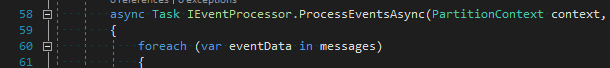 0 references | 0 exceptions
58 async Task IEventProcessor.ProcessEventsAsync(PartitionContext context,
59 {
60 foreach (var eventData in messages)
61 {